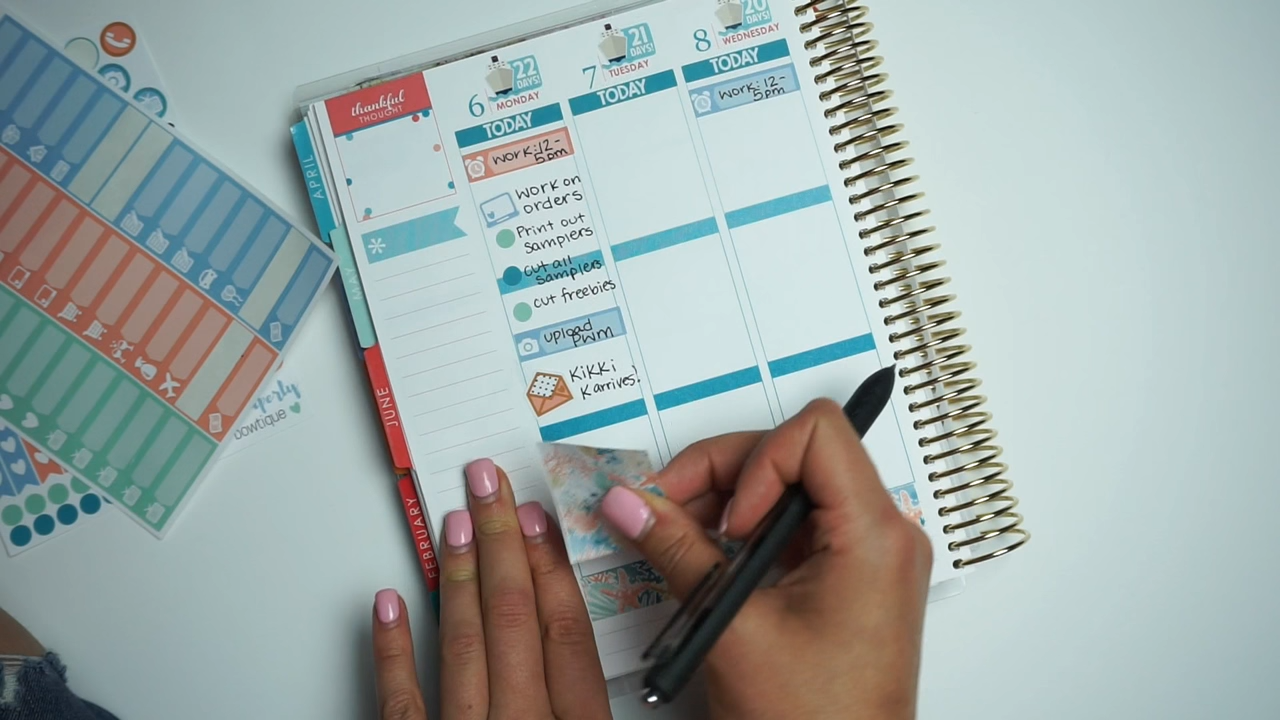 thankful
THOUGHT
22
DAYS!
6 MONDAY
TODAY
work: 12-
5pm
work on
orders
Print out
samplers
cut all
samplers
cut freebies
upload
PWM
KiKKi
K arrives!
21
DAYS!
7 TUESDAY
TODAY
20
DAYS!
8 WEDNESDAY
TODAY
work: 12-
5pm
APRIL
MAY
JUNE
FEBRUARY
bowtique